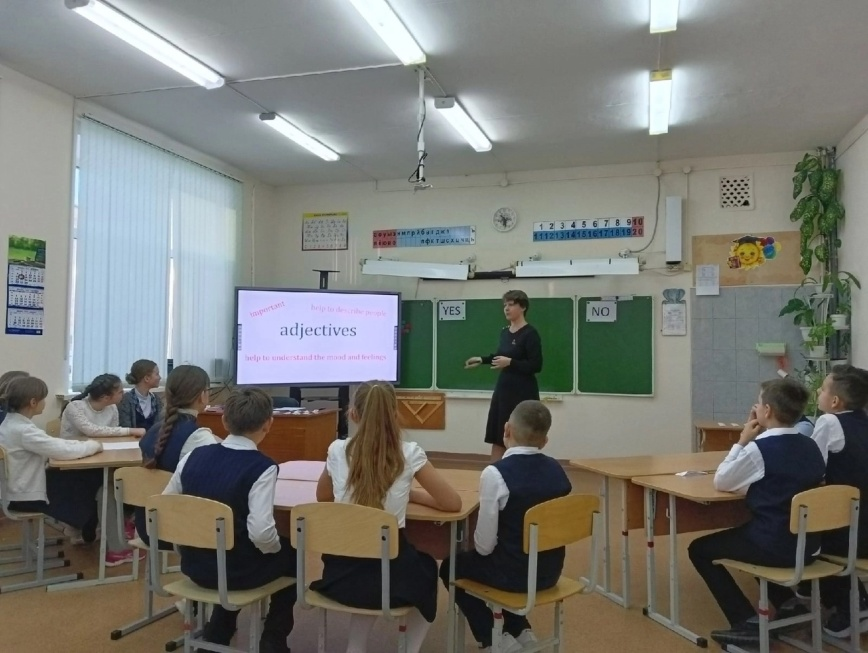 important
help to describe people
adjectives
help to understand the mood and feelings
YES
NO
1 2 3 4 5 6 7 8 9 10
11 12 13 14 15 16 17 18 19 20